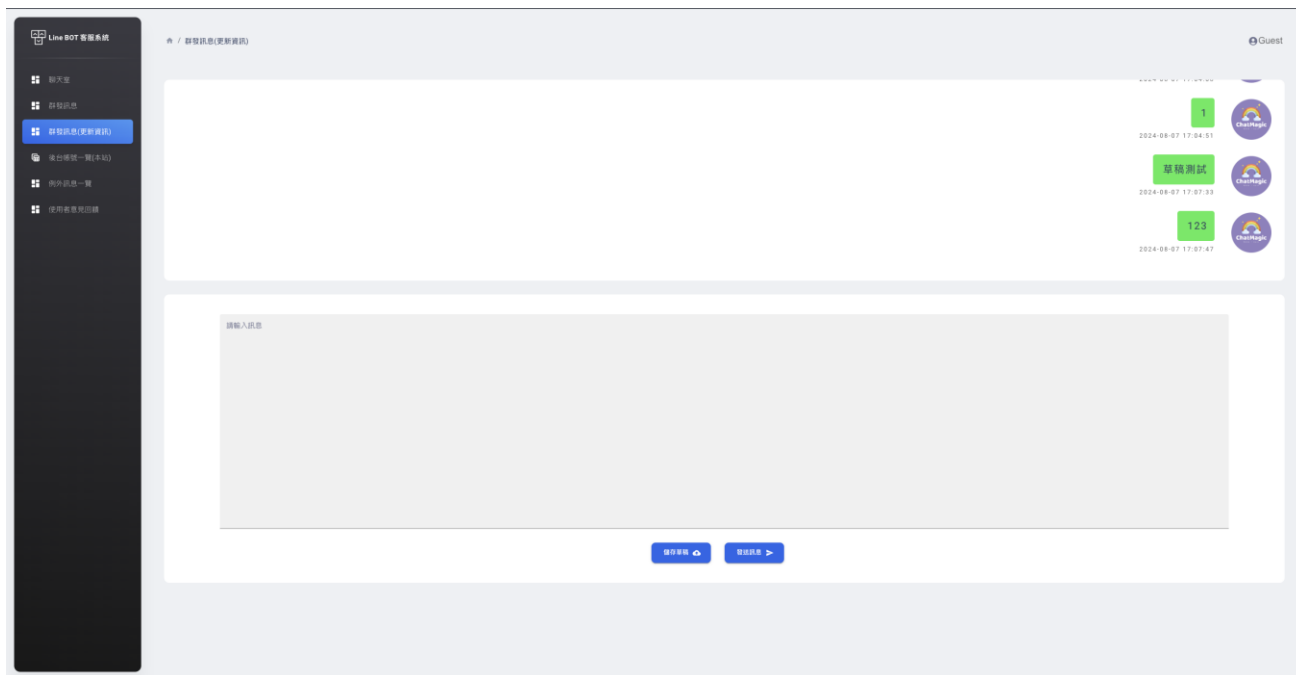 Line BOT 客服系統
聊天室
群發訊息
群發訊息(更新資訊)
後台帳號一覽(本站)
例外訊息一覽
使用者意見回饋
/ 群發訊息(更新資訊)
Guest
1
ChatMagic
2024-08-07 17:04:51
草稿測試
ChatMagic
2024-08-07 17:07:33
123
ChatMagic
2024-08-07 17:07:47
請輸入訊息
儲存草稿
發送訊息